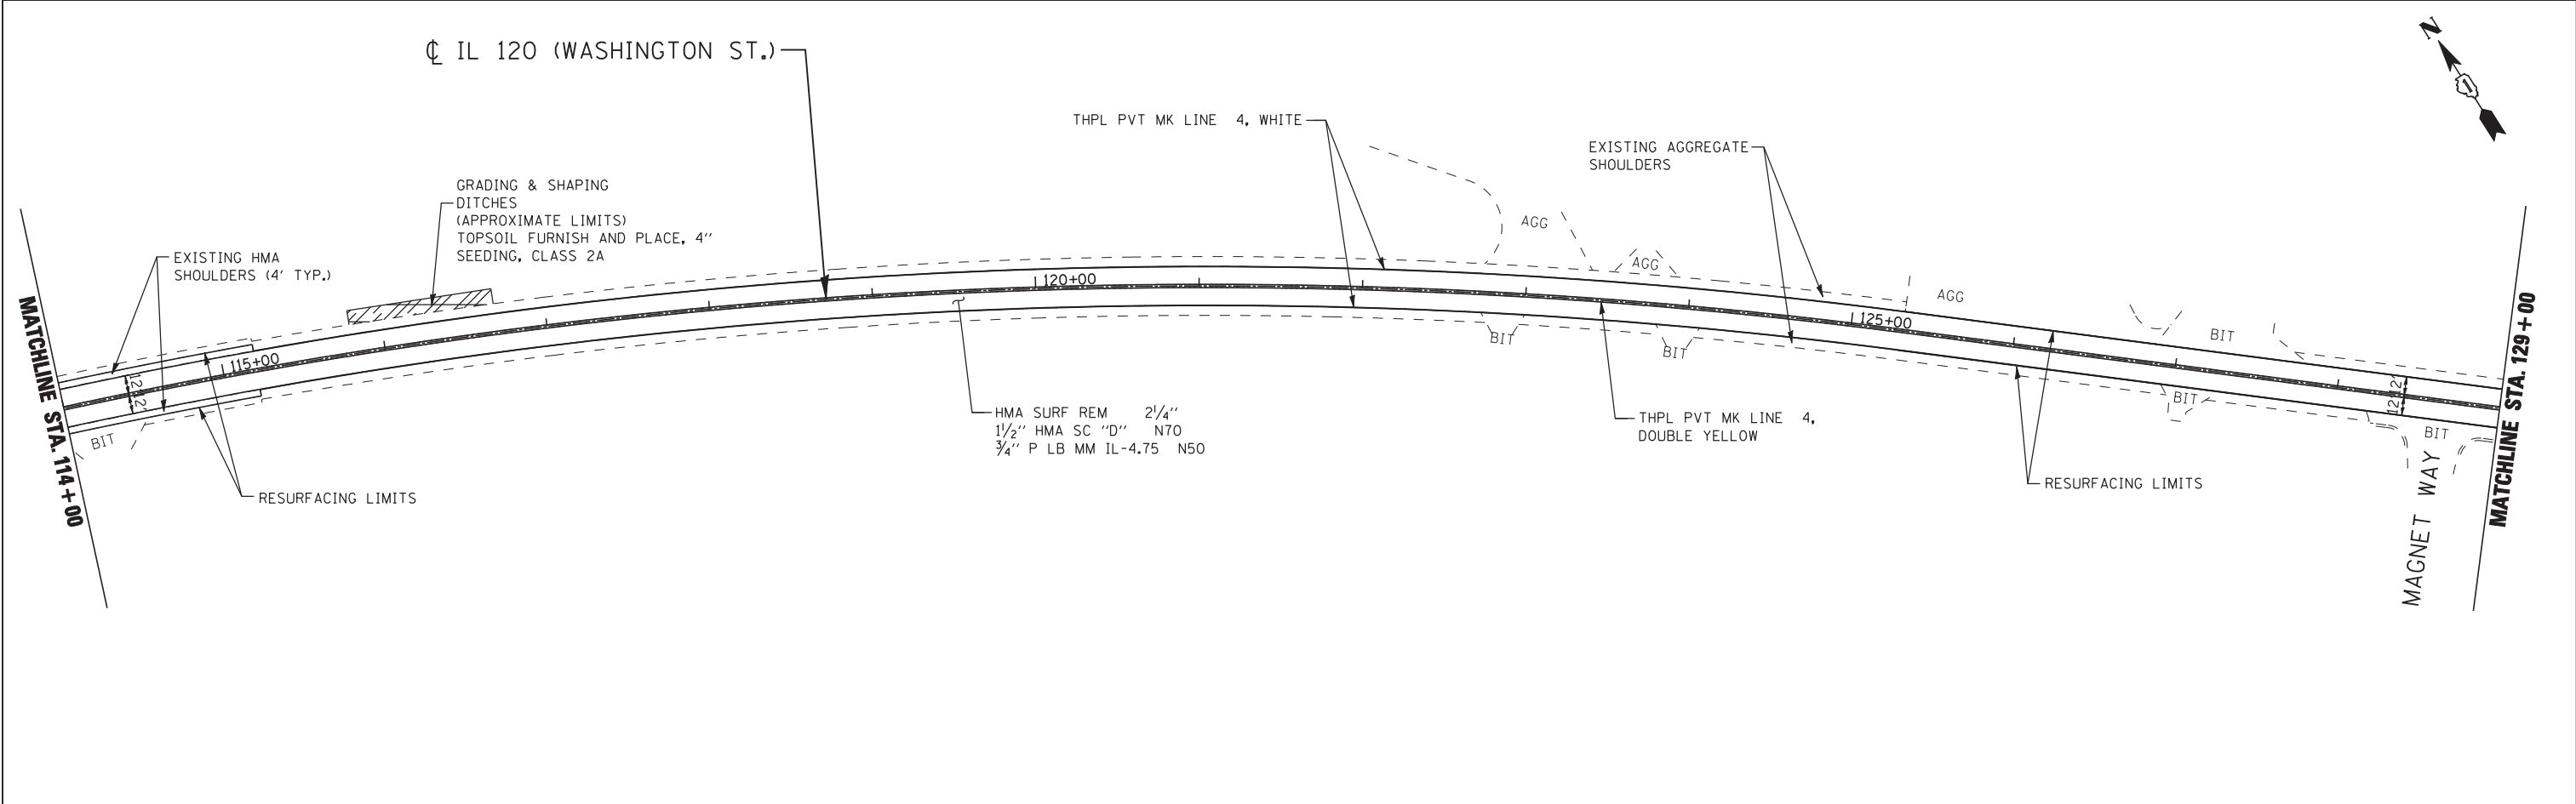 ℄ IL 120 (WASHINGTON ST.)
N
THPL PVT MK LINE 4, WHITE
EXISTING AGGREGATE
SHOULDERS
GRADING & SHAPING
DITCHES
(APPROXIMATE LIMITS)
TOPSOIL FURNISH AND PLACE, 4"
SEEDING, CLASS 2A
EXISTING HMA
SHOULDERS (4' TYP.)
AGG
AGG
AGG
120+00
125+00
115+00
BIT
BIT
BIT
BIT
BIT
BIT
12'
12'
12'
12'
HMA SURF REM 2¼"
1½" HMA SC "D" N70
¾" P LB MM IL-4.75 N50
THPL PVT MK LINE 4,
DOUBLE YELLOW
RESURFACING LIMITS
RESURFACING LIMITS
MAGNET WAY
MATCHLINE STA. 114+00
MATCHLINE STA. 129+00